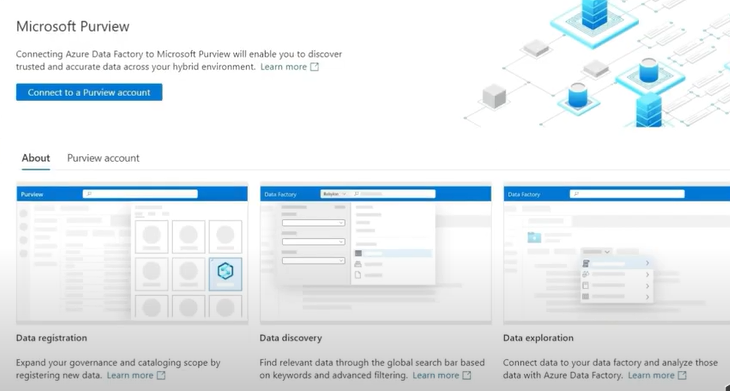 Microsoft Purview
Connecting Azure Data Factory to Microsoft Purview will enable you to discover
trusted and accurate data across your hybrid environment. Learn more
Connect to a Purview account
About Purview account
Purview
Data Factory
Data Factory
Data registration
Expand your governance and cataloging scope by
registering new data. Learn more
Data discovery
Find relevant data through the global search bar based
on keywords and advanced filtering. Learn more
Data exploration
Connect data to your data factory and analyze those
data with Azure Data Factory. Learn more